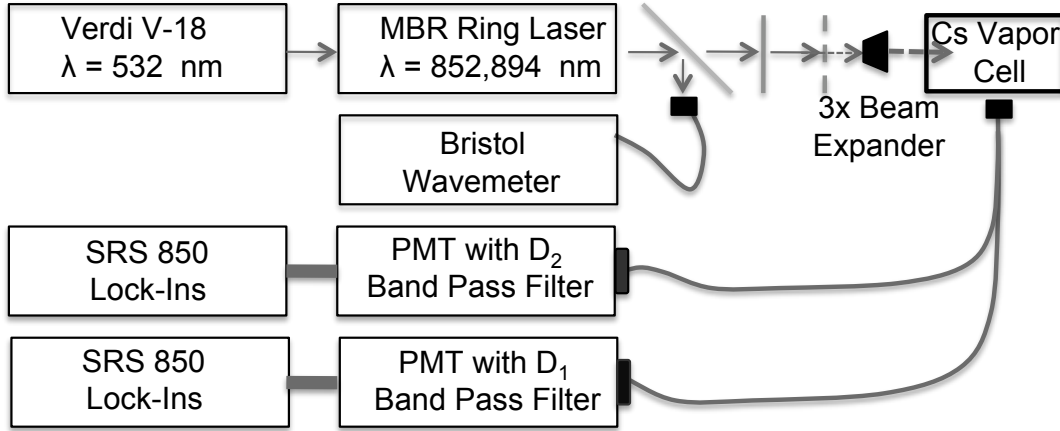 Verdi V-18
λ = 532 nm
MBR Ring Laser
λ = 852,894 nm
Cs Vapor
Cell
3x Beam
Expander
Bristol
Wavemeter
SRS 850
Lock-Ins
PMT with D₂
Band Pass Filter
SRS 850
Lock-Ins
PMT with D₁
Band Pass Filter